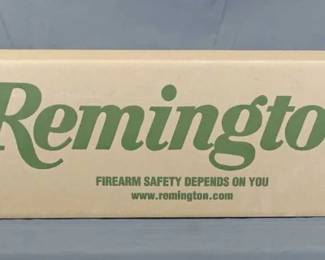 Remingto
FIREARM SAFETY DEPENDS ON YOU
www.remington.com